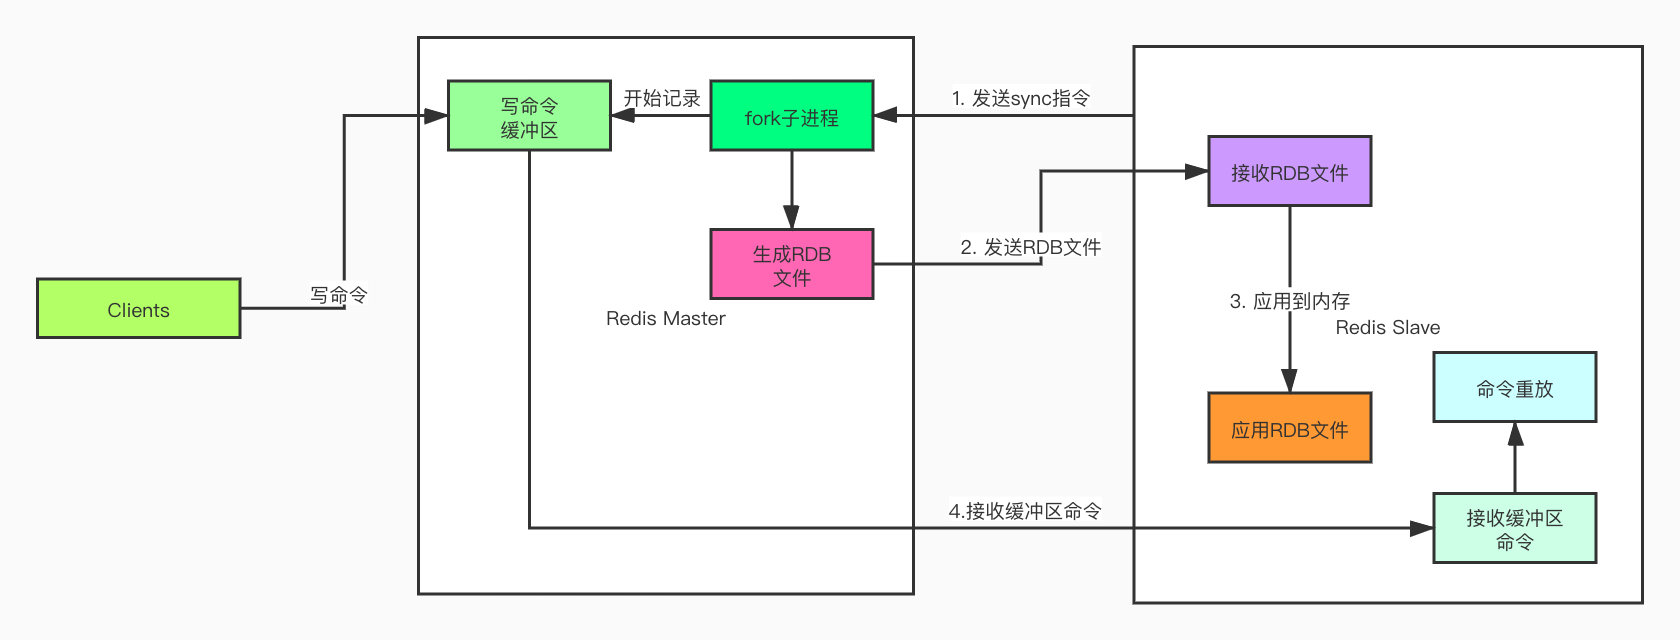 写命令
缓冲区
开始记录
fork子进程
1. 发送sync指令
接收RDB文件
生成RDB
文件
2. 发送RDB文件
Clients
写命令
Redis Master
3. 应用到内存
Redis Slave
命令重放
应用RDB文件
4.接收缓冲区命令
接收缓冲区
命令